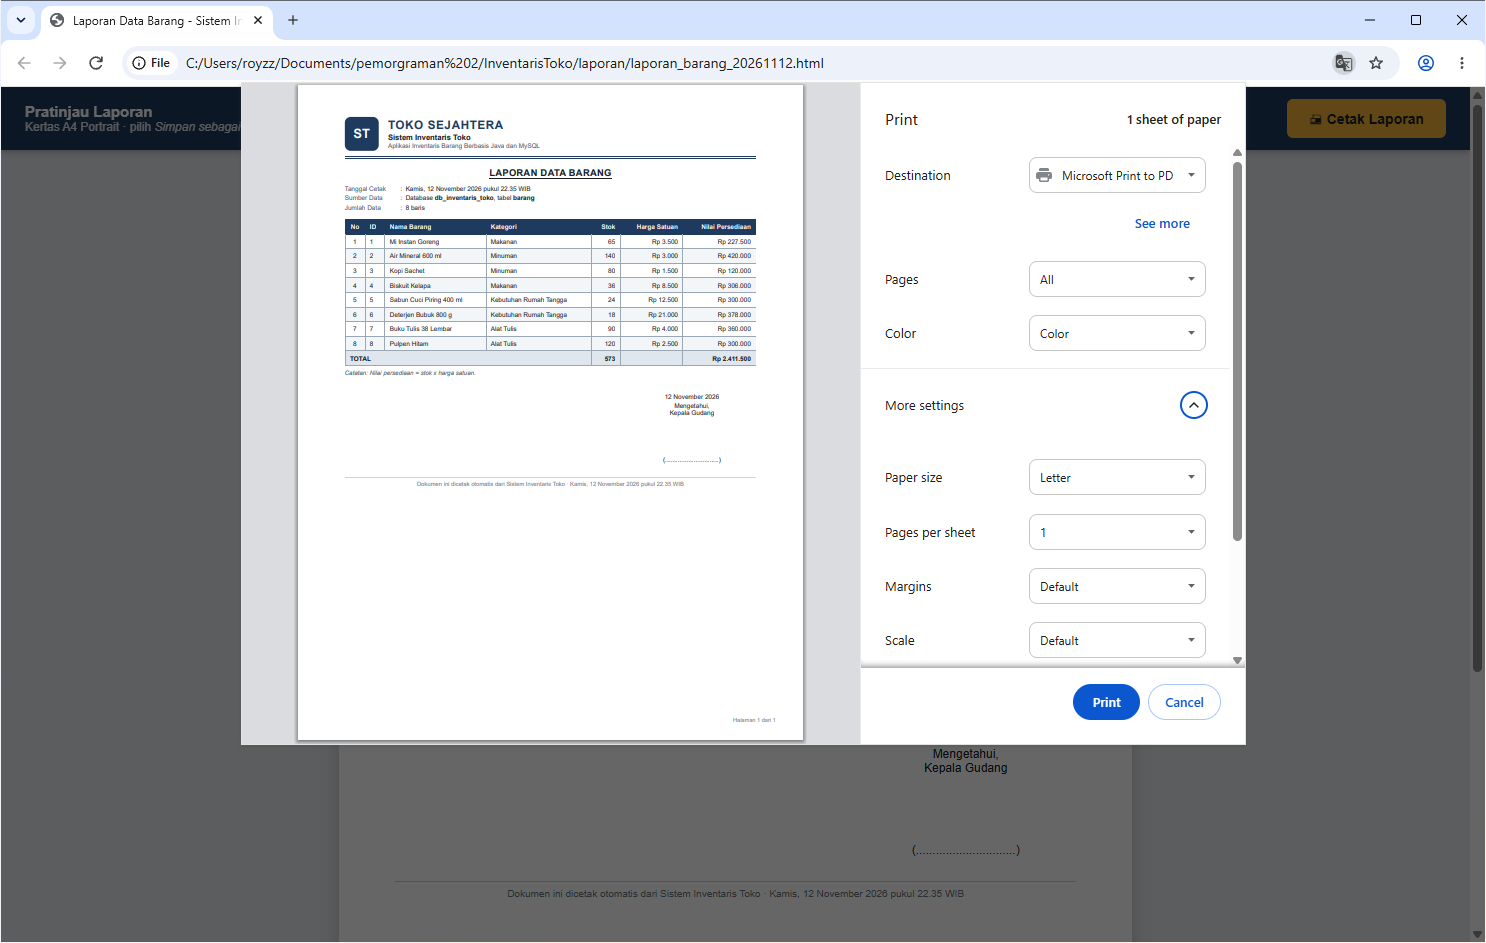 Laporan Data Barang - Sistem In
File
C:/Users/royzz/Documents/pemorgraman%202/InventarisToko/laporan/laporan_barang_20261112.html
Pratinjau Laporan
Kertas A4 Portrait · pilih Simpan sebagai
Cetak Laporan
ST
TOKO SEJAHTERA
Sistem Inventaris Toko
Aplikasi Inventaris Barang Berbasis Java dan MySQL
LAPORAN DATA BARANG
Tanggal Cetak : Kamis, 12 November 2026 pukul 22.35 WIB
Sumber Data : Database db_inventaris_toko, tabel barang
Jumlah Data : 8 baris
No ID Nama Barang Kategori Stok Harga Satuan Nilai Persediaan
1 1 Mi Instan Goreng Makanan 65 Rp 3.500 Rp 227.500
2 2 Air Mineral 600 ml Minuman 140 Rp 3.000 Rp 420.000
3 3 Kopi Sachet Minuman 80 Rp 1.500 Rp 120.000
4 4 Biskuit Kelapa Makanan 36 Rp 8.500 Rp 306.000
5 5 Sabun Cuci Piring 400 ml Kebutuhan Rumah Tangga 24 Rp 12.500 Rp 300.000
6 6 Deterjen Bubuk 800 g Kebutuhan Rumah Tangga 18 Rp 21.000 Rp 378.000
7 7 Buku Tulis 38 Lembar Alat Tulis 90 Rp 4.000 Rp 360.000
8 8 Pulpen Hitam Alat Tulis 120 Rp 2.500 Rp 300.000
TOTAL 573 Rp 2.411.500
Catatan: Nilai persediaan = stok x harga satuan.
12 November 2026
Mengetahui,
Kepala Gudang
(............................)
Dokumen ini dicetak otomatis dari Sistem Inventaris Toko · Kamis, 12 November 2026 pukul 22.35 WIB
Halaman 1 dari 1
Print 1 sheet of paper
Destination Microsoft Print to PD
See more
Pages All
Color Color
More settings
Paper size Letter
Pages per sheet 1
Margins Default
Scale Default
Print Cancel
Mengetahui,
Kepala Gudang
(..............................)
Dokumen ini dicetak otomatis dari Sistem Inventaris Toko · Kamis, 12 November 2026 pukul 22.35 WIB